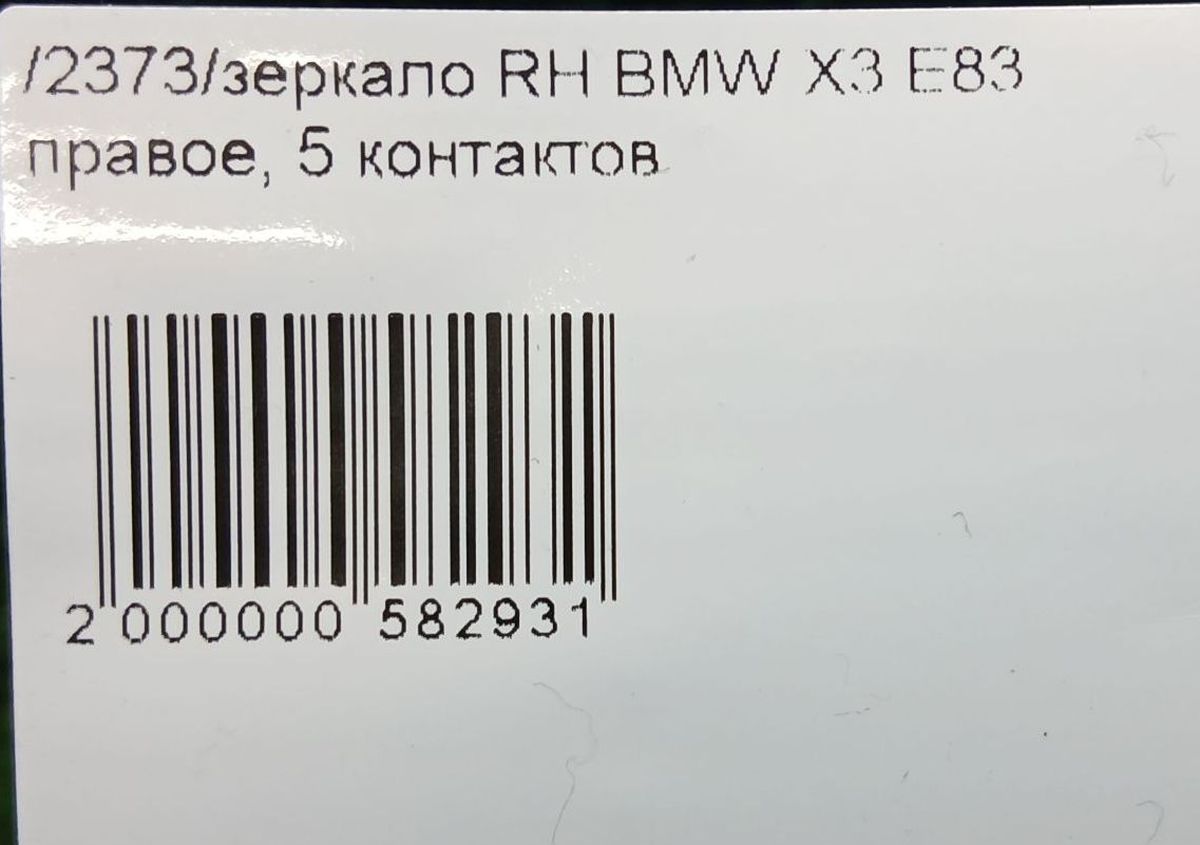 /2373/зеркало RH BMW X3 E83
правое, 5 контактов
2 000000 582931